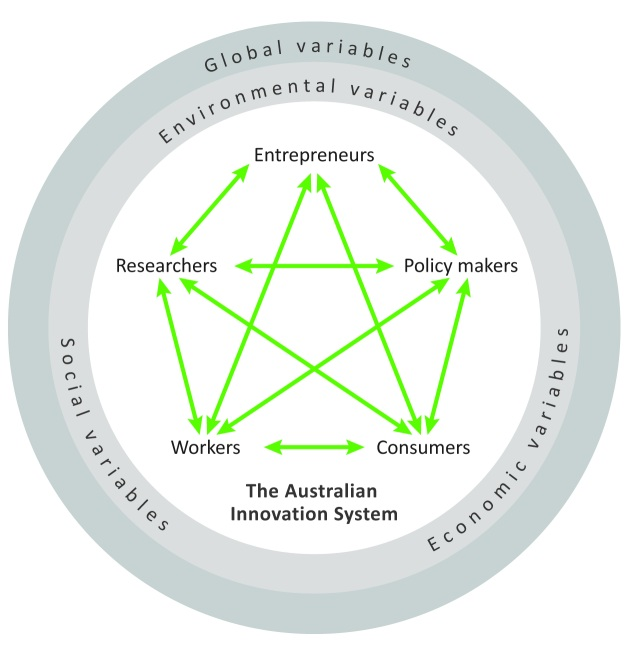 Global variables
Environmental variables
Entrepreneurs
Researchers
Policy makers
Social variables
Economic variables
Workers
Consumers
The Australian
Innovation System